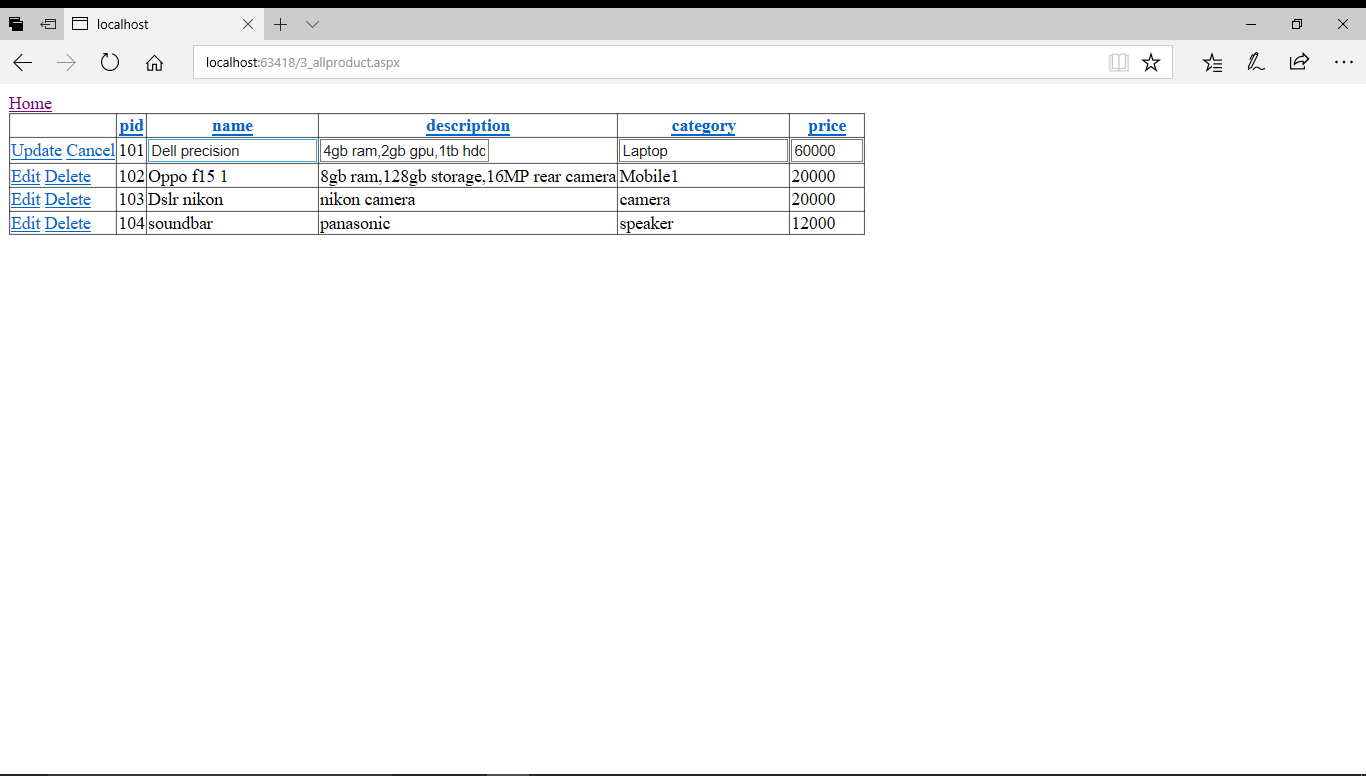 localhost
localhost:63418/3_allproduct.aspx
Home
pid name description category price
Update Cancel 101 Dell precision 4gb ram,2gb gpu,1tb hdd Laptop 60000
Edit Delete 102 Oppo f15 1 8gb ram,128gb storage,16MP rear camera Mobile1 20000
Edit Delete 103 Dslr nikon nikon camera camera 20000
Edit Delete 104 soundbar panasonic speaker 12000